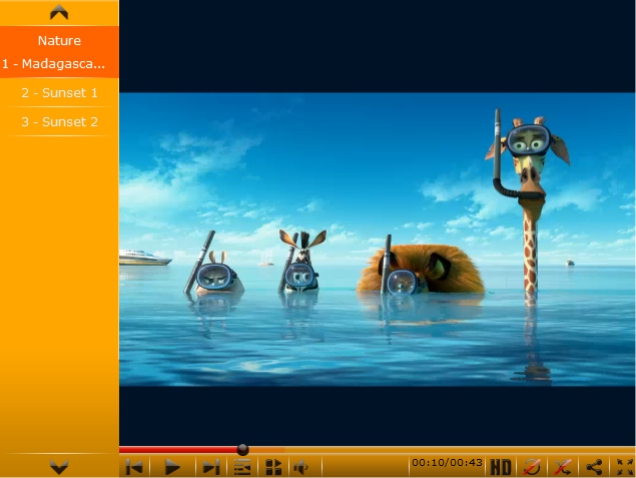 Nature
1 - Madagasca...
2 - Sunset 1
3 - Sunset 2
00:10/00:43
HD